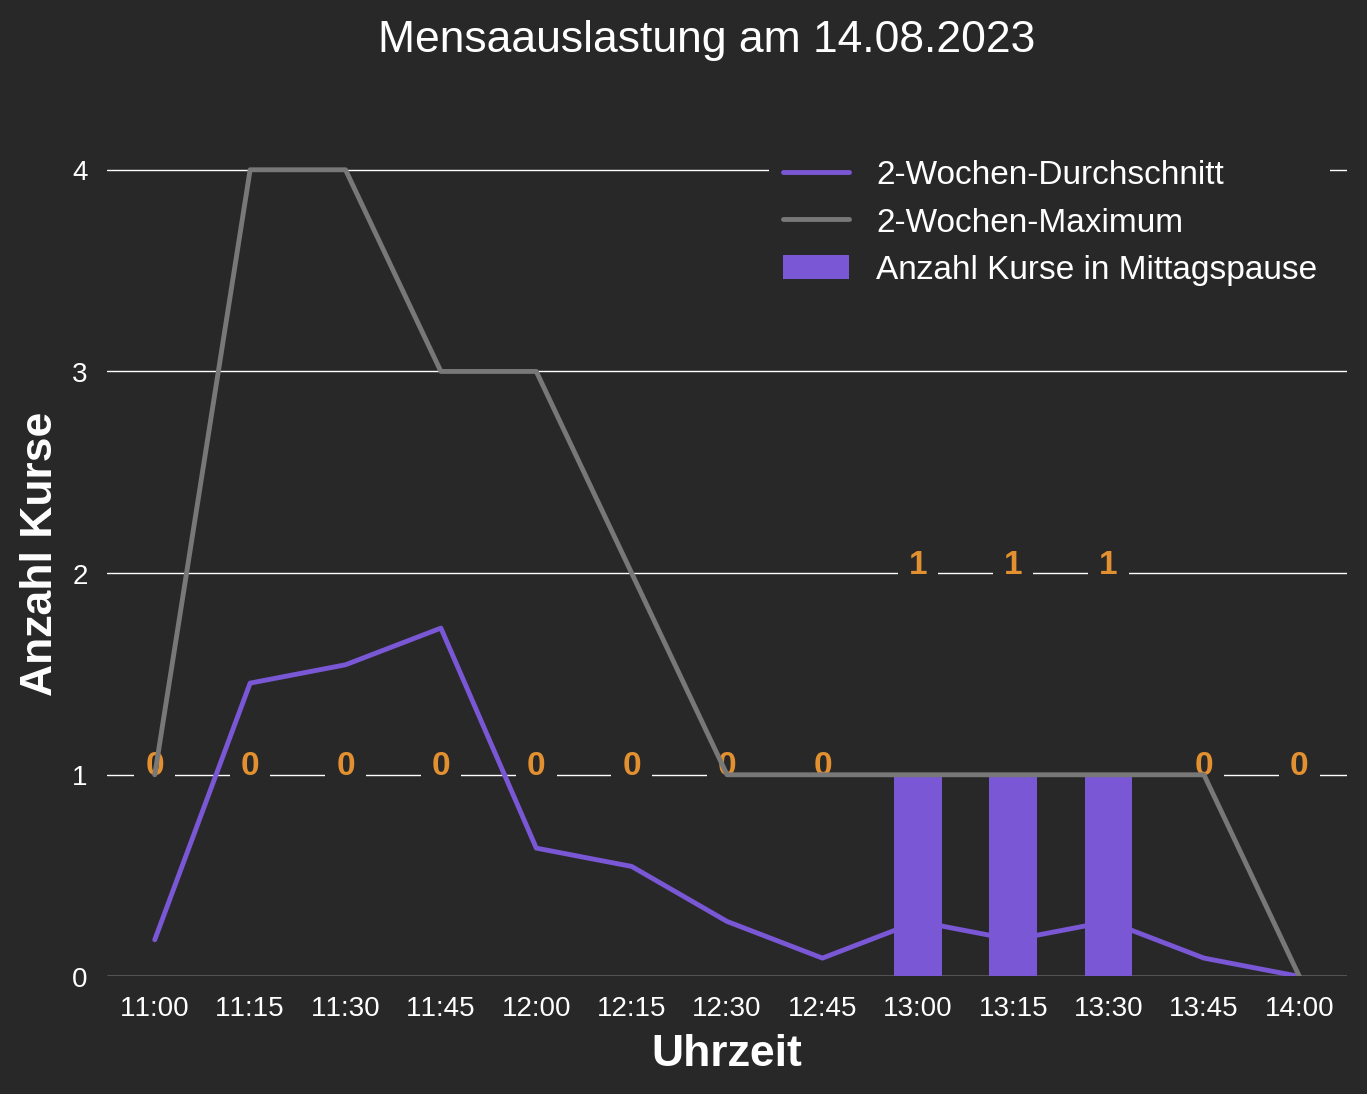 Mensaauslastung am 14.08.2023
4
2-Wochen-Durchschnitt
2-Wochen-Maximum
Anzahl Kurse in Mittagspause
3
Anzahl Kurse
2
1 1 1
0 0 0 0 0 0 0 0 0 0
1
0
11:00 11:15 11:30 11:45 12:00 12:15 12:30 12:45 13:00 13:15 13:30 13:45 14:00
Uhrzeit